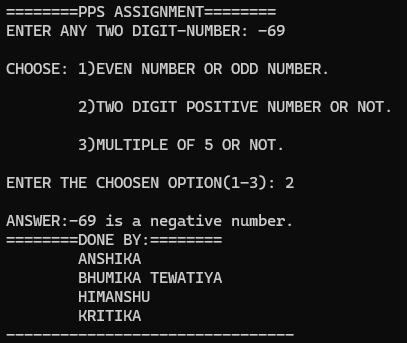 ========PPS ASSIGNMENT========
ENTER ANY TWO DIGIT-NUMBER: -69
CHOOSE: 1)EVEN NUMBER OR ODD NUMBER.
2)TWO DIGIT POSITIVE NUMBER OR NOT.
3)MULTIPLE OF 5 OR NOT.
ENTER THE CHOOSEN OPTION(1-3): 2
ANSWER:-69 is a negative number.
========DONE BY:========
ANSHIKA
BHUMIKA TEWATIYA
HIMANSHU
KRITIKA
--------------------------------